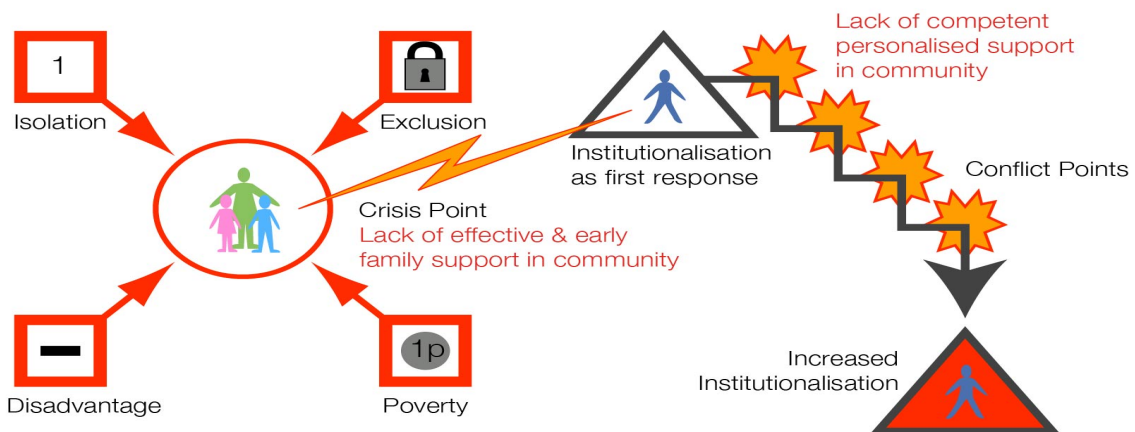 1
Isolation
Exclusion
Crisis Point
Lack of effective & early
family support in community
Disadvantage
1p
Poverty
Institutionalisation
as first response
Lack of competent
personalised support
in community
Conflict Points
Increased
Institutionalisation